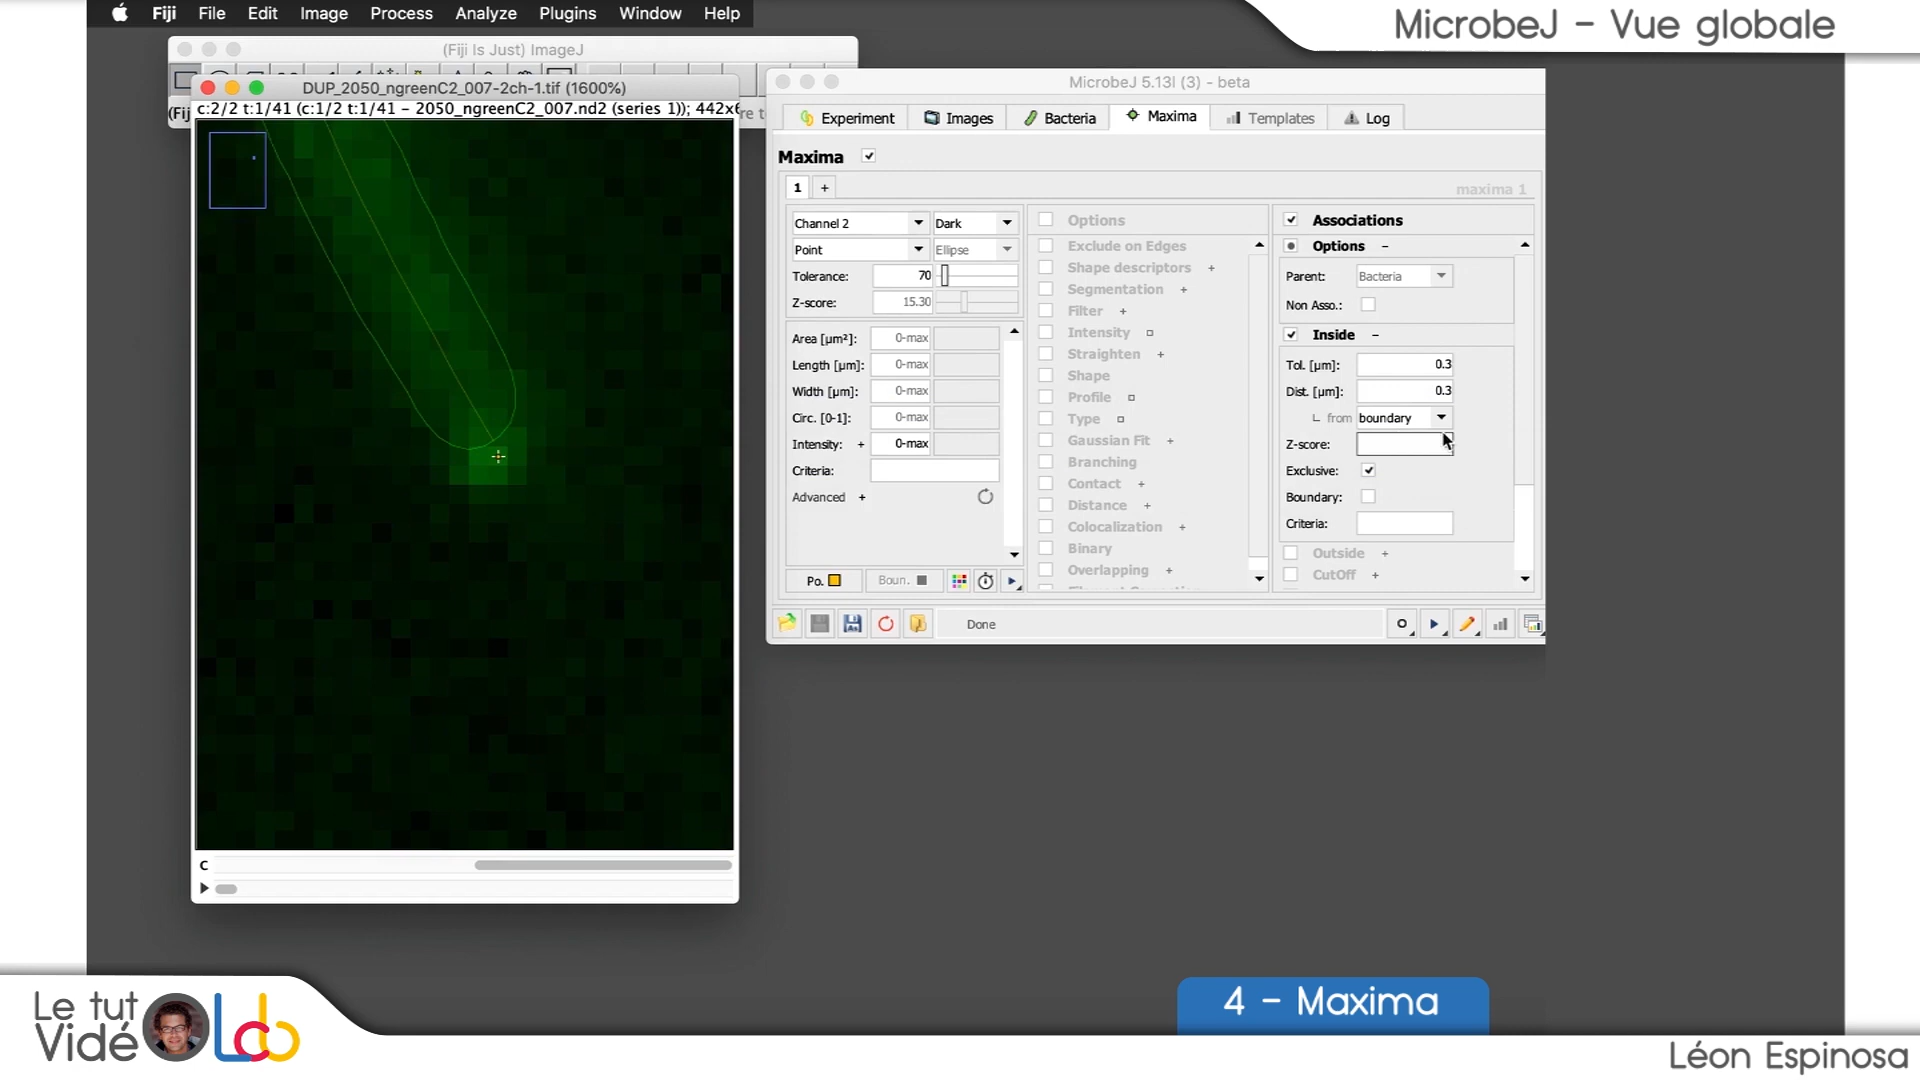 Fiji File Edit Image Process Analyze Plugins Window Help
MicrobeJ – Vue globale
(Fiji Is Just) ImageJ
DUP_2050_ngreenC2_007-2ch-1.tif (1600%)
c:2/2 t:1/41 (c:1/2 t:1/41 - 2050_ngreenC2_007.nd2 (series 1)); 442x
(Fij
re to
C
MicrobeJ 5.13l (3) - beta
Experiment Images Bacteria Maxima Templates Log
Maxima
1 + maxima 1
Channel 2 Dark
Point Ellipse
Tolerance: 70
Z-score: 15.30
Area [µm²]: 0-max
Length [µm]: 0-max
Width [µm]: 0-max
Circ. [0-1]: 0-max
Intensity: + 0-max
Criteria:
Advanced +
Po. Boun.
Options
Exclude on Edges
Shape descriptors +
Segmentation +
Filter +
Intensity
Straighten +
Shape
Profile
Type
Gaussian Fit +
Branching
Contact +
Distance +
Colocalization +
Binary
Overlapping +
Associations
Options –
Parent: Bacteria
Non Asso.:
Inside –
Tol. [µm]: 0.3
Dist. [µm]: 0.3
from boundary
Z-score:
Exclusive:
Boundary:
Criteria:
Outside +
CutOff +
Done
4 – Maxima
Le tut
Vidé
Lcb
Léon Espinosa